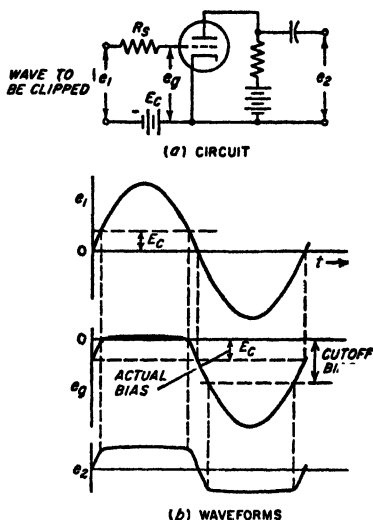 Rs
WAVE TO
BE CLIPPED
e1
eg
e2
Ec
-
(a) CIRCUIT
e1
Ec
0
t→
0
Ec
CUTOFF
ACTUAL
BIAS
eg
e2
(b) WAVEFORMS